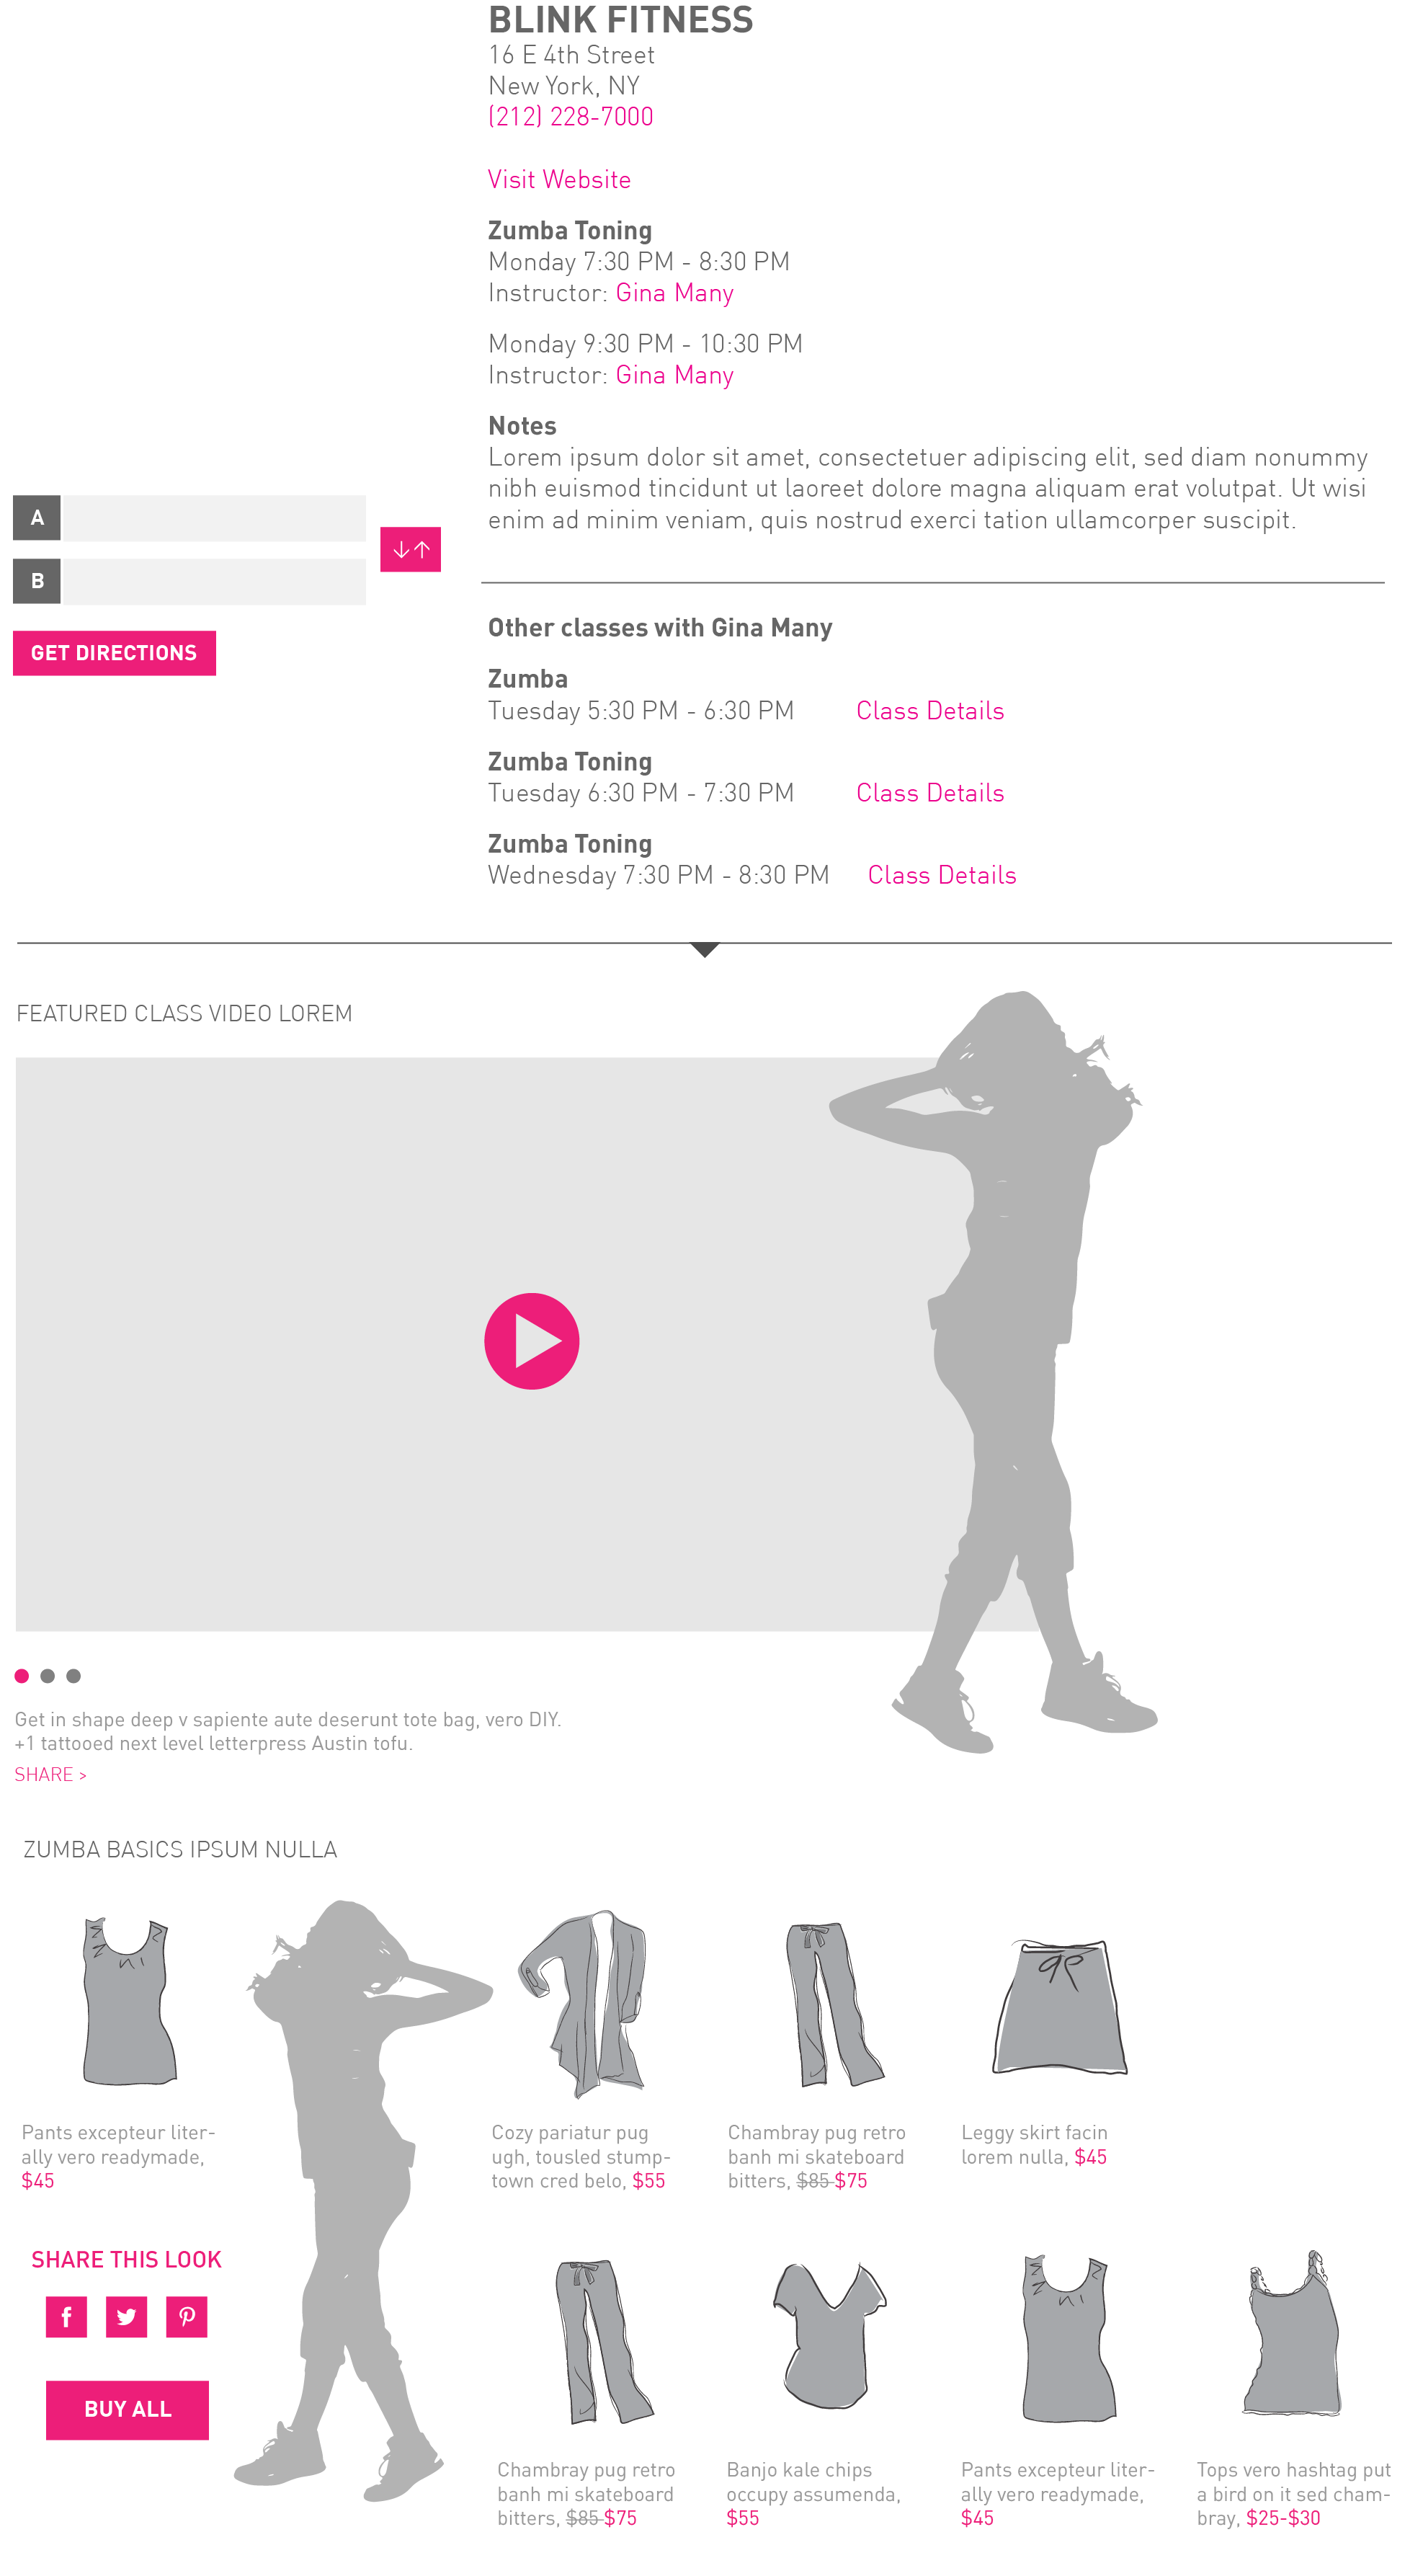 BLINK FITNESS
16 E 4th Street
New York, NY
(212) 228-7000
Visit Website
Zumba Toning
Monday 7:30 PM - 8:30 PM
Instructor: Gina Many
Monday 9:30 PM - 10:30 PM
Instructor: Gina Many
Notes
Lorem ipsum dolor sit amet, consectetuer adipiscing elit, sed diam nonummy
nibh euismod tincidunt ut laoreet dolore magna aliquam erat volutpat. Ut wisi
enim ad minim veniam, quis nostrud exerci tation ullamcorper suscipit.
A
B
GET DIRECTIONS
Other classes with Gina Many
Zumba
Tuesday 5:30 PM - 6:30 PM Class Details
Zumba Toning
Tuesday 6:30 PM - 7:30 PM Class Details
Zumba Toning
Wednesday 7:30 PM - 8:30 PM Class Details
FEATURED CLASS VIDEO LOREM
Get in shape deep v sapiente aute deserunt tote bag, vero DIY.
+1 tattooed next level letterpress Austin tofu.
SHARE >
ZUMBA BASICS IPSUM NULLA
Pants excepteur liter-
ally vero readymade,
$45
Cozy pariatur pug
ugh, tousled stump-
town cred belo, $55
Chambray pug retro
banh mi skateboard
bitters, $85 $75
Leggy skirt facin
lorem nulla, $45
SHARE THIS LOOK
BUY ALL
Chambray pug retro
banh mi skateboard
bitters, $85 $75
Banjo kale chips
occupy assumenda,
$55
Pants excepteur liter-
ally vero readymade,
$45
Tops vero hashtag put
a bird on it sed cham-
bray, $25-$30